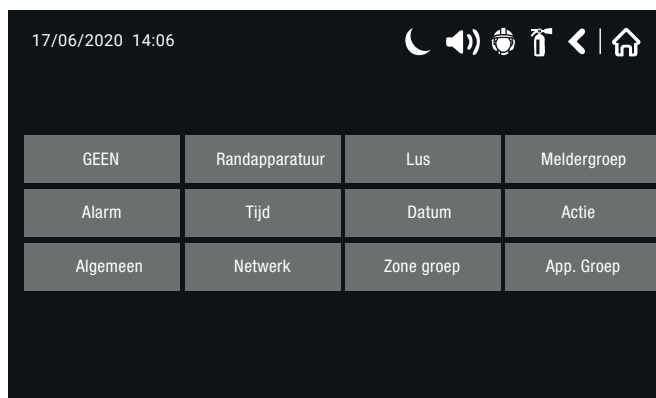 17/06/2020 14:06
GEEN Randapparatuur Lus Meldergroep
Alarm Tijd Datum Actie
Algemeen Netwerk Zone groep App. Groep